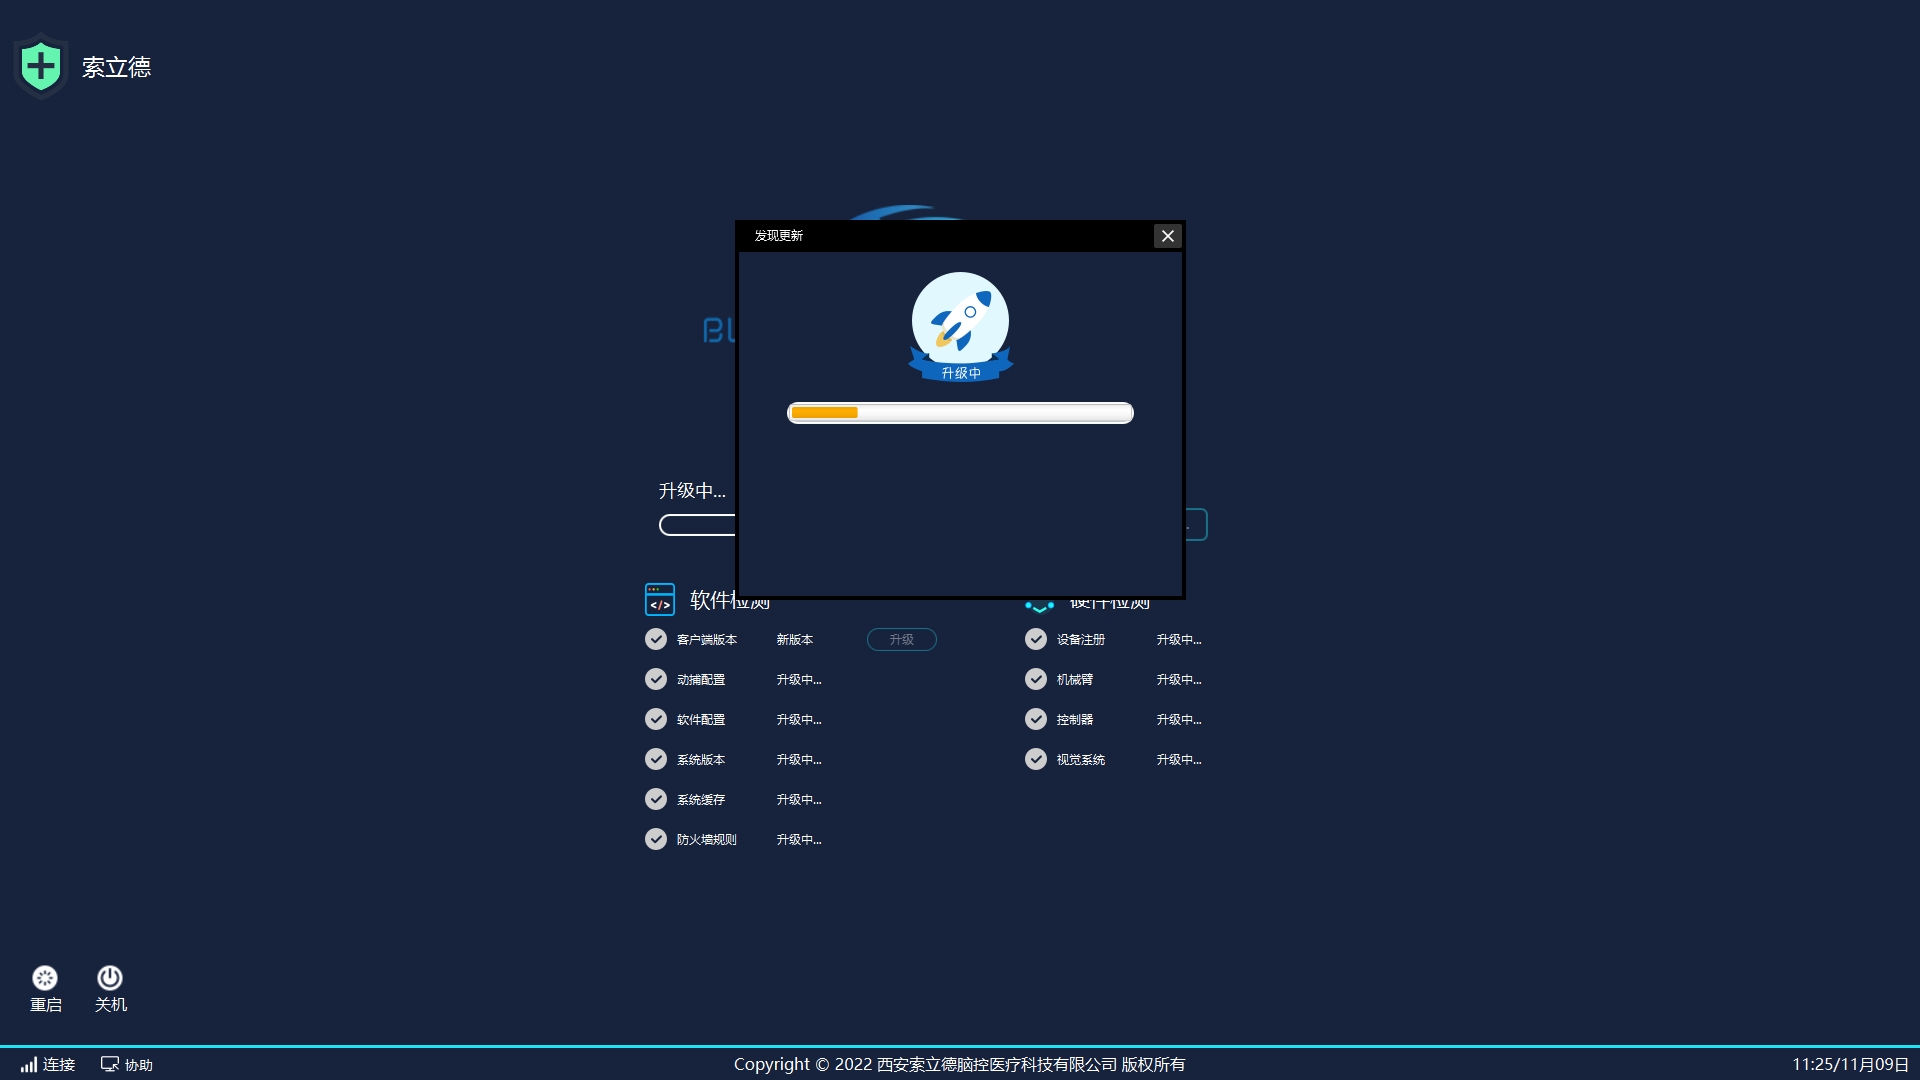 索立德
发现更新
升级中
升级中...
软件检测
硬件检测
客户端版本 新版本 升级
设备注册 升级中...
动捕配置 升级中...
机械臂 升级中...
软件配置 升级中...
控制器 升级中...
系统版本 升级中...
视觉系统 升级中...
系统缓存 升级中...
防火墙规则 升级中...
重启 关机
连接 协助
Copyright © 2022 西安索立德脑控医疗科技有限公司 版权所有
11:25/11月09日